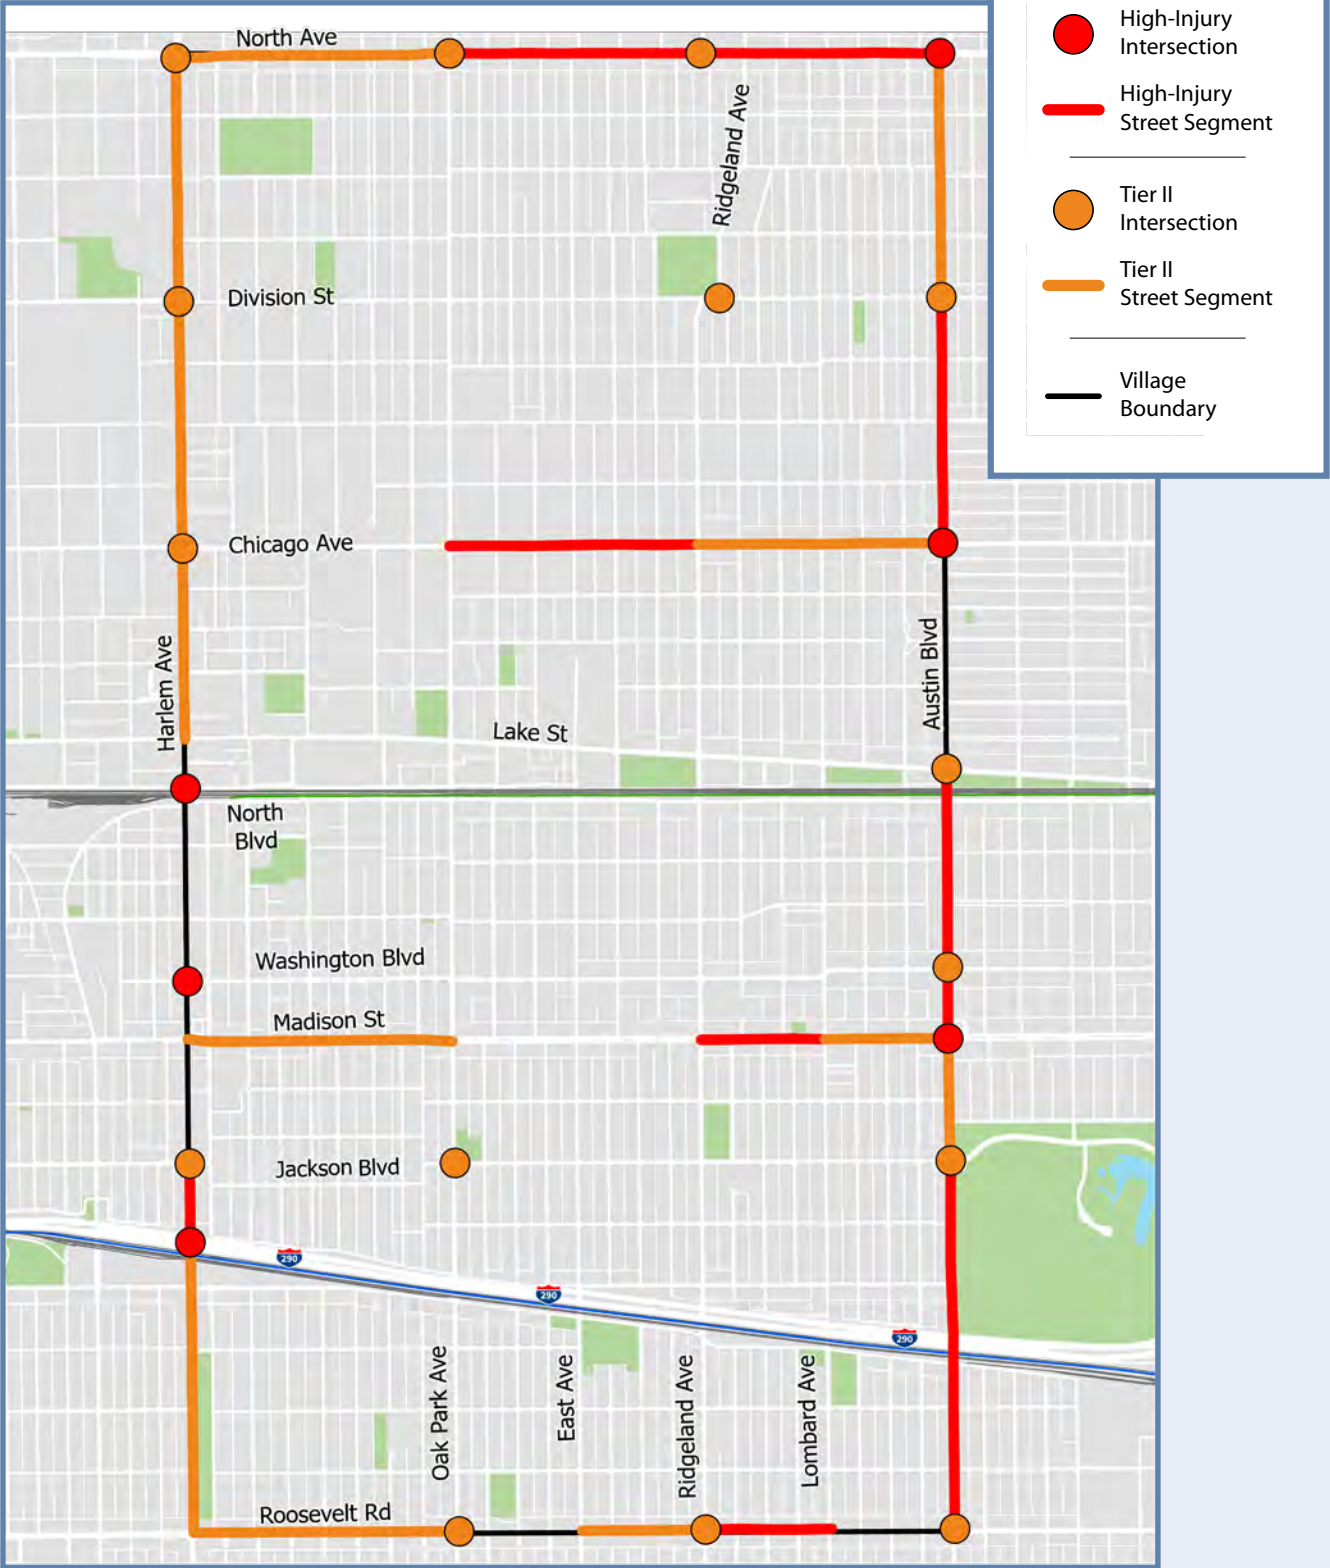 High-Injury
Intersection
High-Injury
Street Segment
Tier II
Intersection
Tier II
Street Segment
Village
Boundary
North Ave
Ridgeland Ave
Division St
Chicago Ave
Harlem Ave
Austin Blvd
Lake St
North
Blvd
Washington Blvd
Madison St
Jackson Blvd
290
290
290
Oak Park Ave
East Ave
Ridgeland Ave
Lombard Ave
Roosevelt Rd